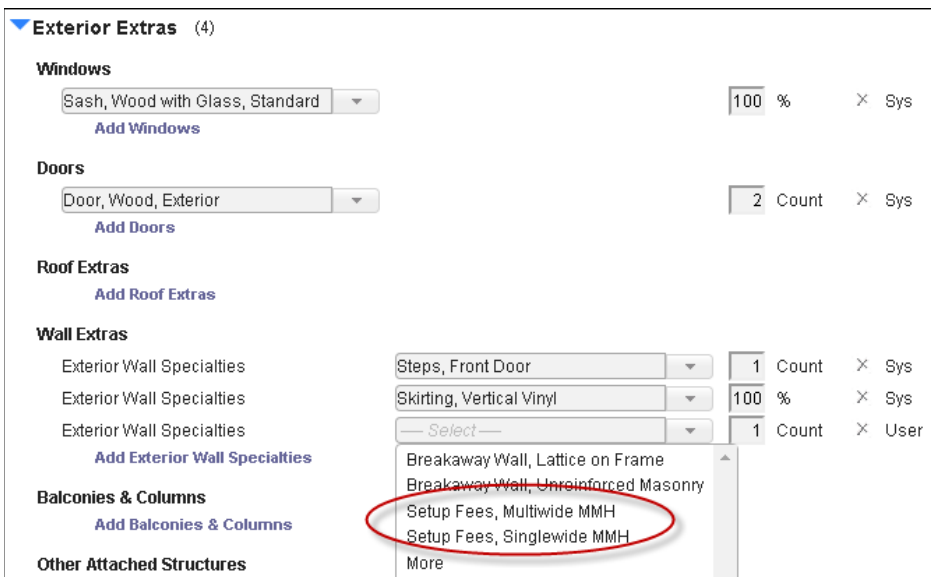 Exterior Extras (4)
Windows
Sash, Wood with Glass, Standard 100 % × Sys
Add Windows
Doors
Door, Wood, Exterior 2 Count × Sys
Add Doors
Roof Extras
Add Roof Extras
Wall Extras
Exterior Wall Specialties Steps, Front Door 1 Count × Sys
Exterior Wall Specialties Skirting, Vertical Vinyl 100 % × Sys
Exterior Wall Specialties — Select — 1 Count × User
Add Exterior Wall Specialties
Breakaway Wall, Lattice on Frame
Breakaway Wall, Unreinforced Masonry
Balconies & Columns
Setup Fees, Multiwide MMH
Add Balconies & Columns
Setup Fees, Singlewide MMH
Other Attached Structures
More